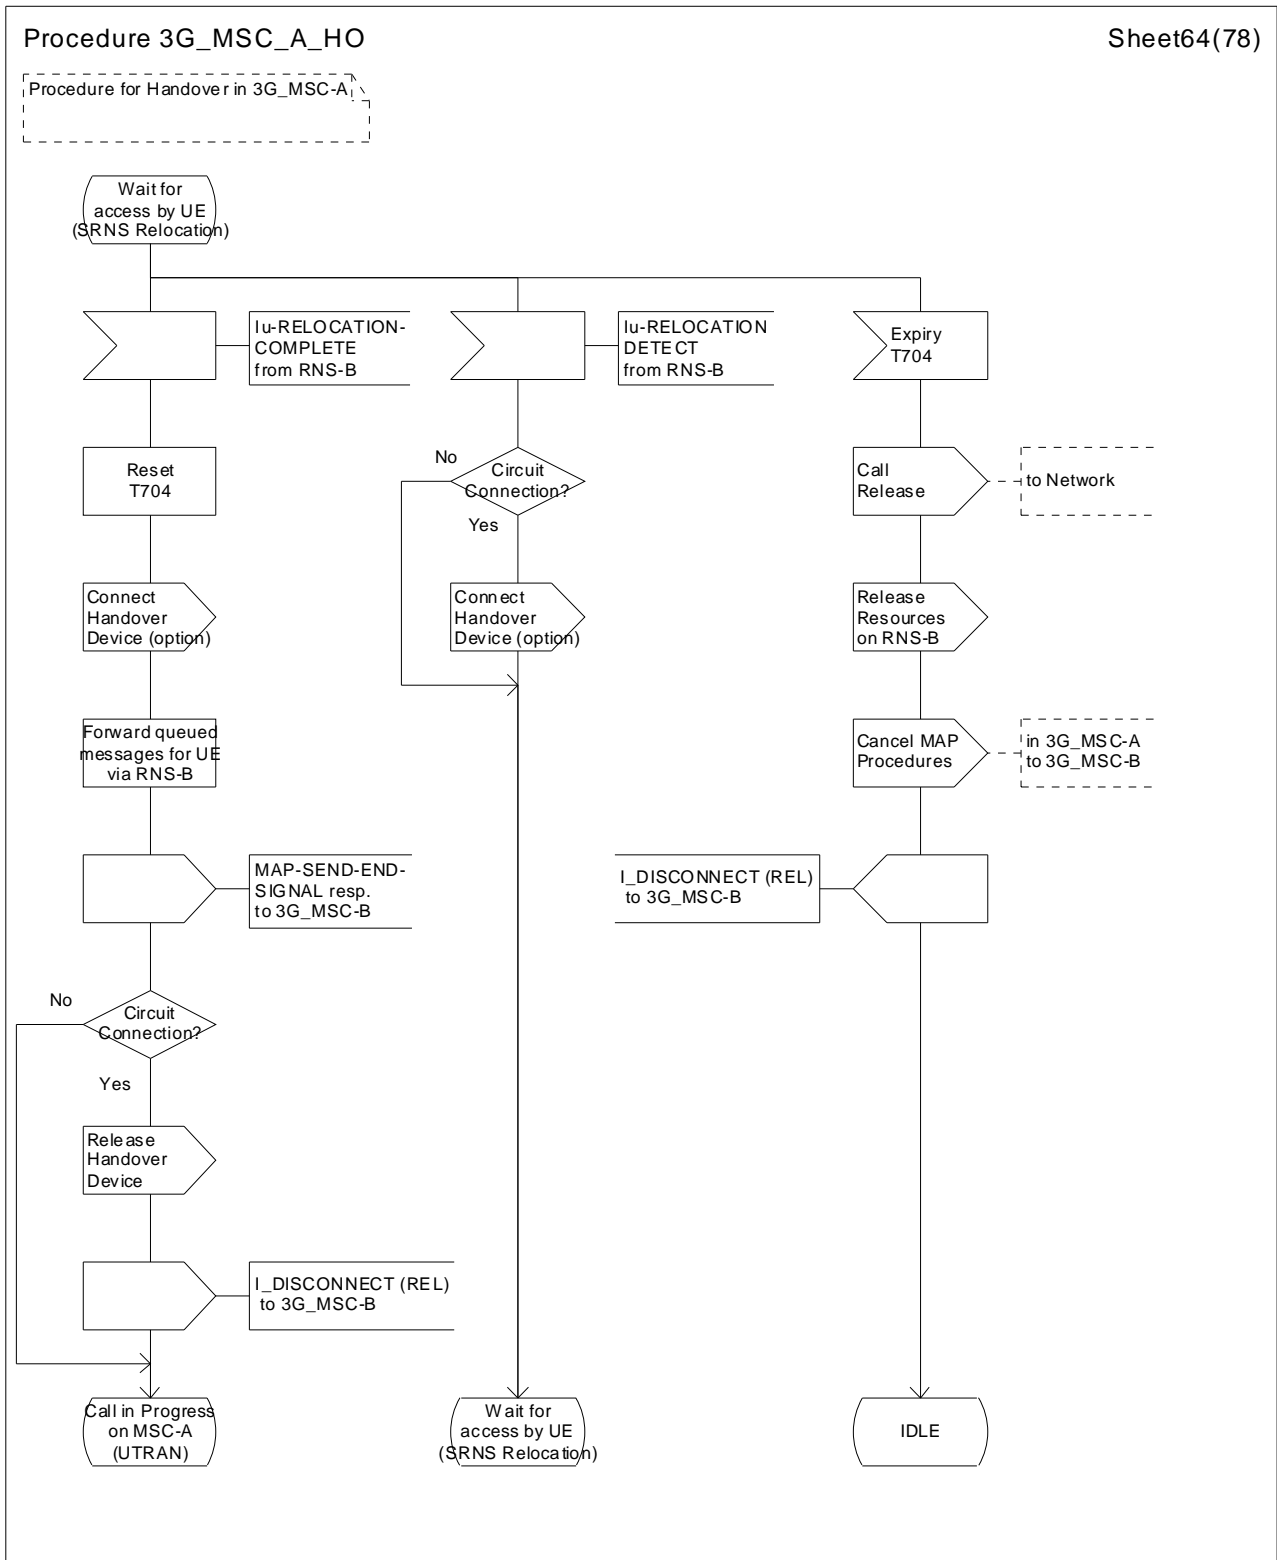 Procedure 3G_MSC_A_HO
Sheet64(78)
Procedure for Handover in 3G_MSC-A
Wait for
access by UE
(SRNS Relocation)
Iu-RELOCATION-
COMPLETE
from RNS-B
Iu-RELOCATION
DETECT
from RNS-B
Expiry
T704
Reset
T704
No
Circuit
Connection?
Yes
Call
Release
to Network
Connect
Handover
Device (option)
Connect
Handover
Device (option)
Release
Resources
on RNS-B
Forward queued
messages for UE
via RNS-B
Cancel MAP
Procedures
in 3G_MSC-A
to 3G_MSC-B
MAP-SEND-END-
SIGNAL resp.
to 3G_MSC-B
I_DISCONNECT (REL)
to 3G_MSC-B
No
Circuit
Connection?
Yes
Release
Handover
Device
I_DISCONNECT (REL)
to 3G_MSC-B
Call in Progress
on MSC-A
(UTRAN)
Wait for
access by UE
(SRNS Relocation)
IDLE